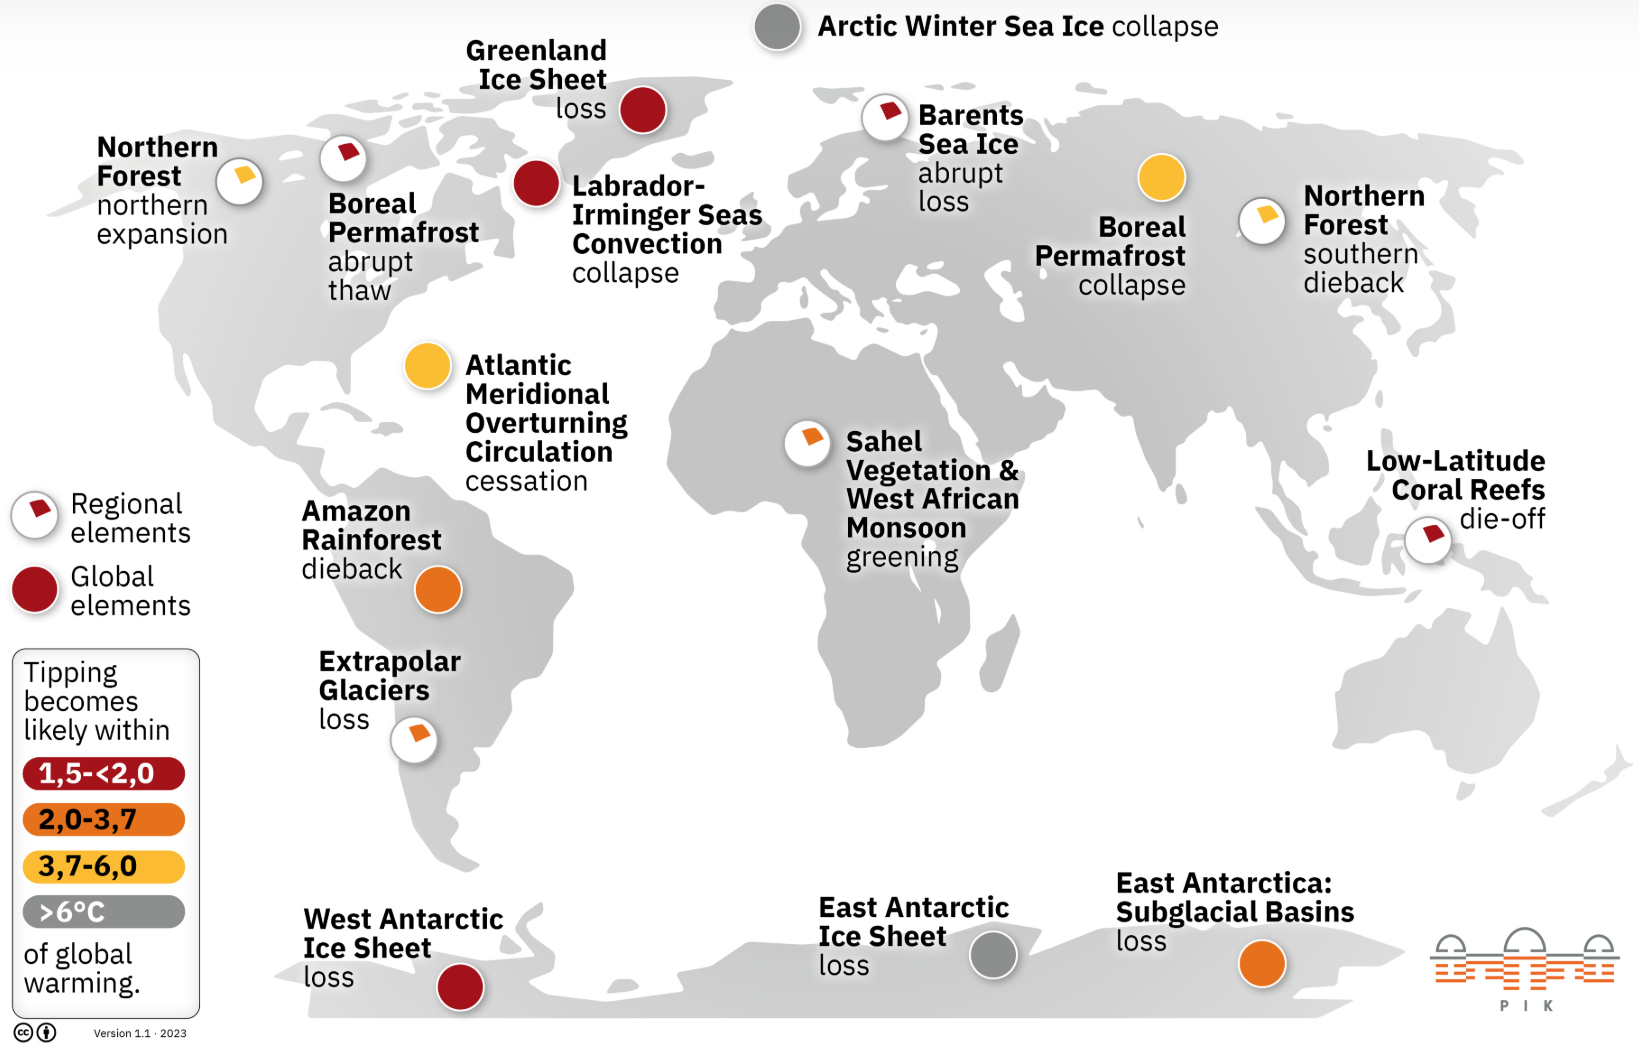 Arctic Winter Sea Ice collapse
Greenland
Ice Sheet
loss
Barents
Sea Ice
abrupt
loss
Northern
Forest
northern
expansion
Boreal
Permafrost
abrupt
thaw
Labrador-
Irminger Seas
Convection
collapse
Boreal
Permafrost
collapse
Northern
Forest
southern
dieback
Atlantic
Meridional
Overturning
Circulation
cessation
Sahel
Vegetation &
West African
Monsoon
greening
Low-Latitude
Coral Reefs
die-off
Regional
elements
Global
elements
Amazon
Rainforest
dieback
Extrapolar
Glaciers
loss
Tipping
becomes
likely within
1,5-<2,0
2,0-3,7
3,7-6,0
>6°C
of global
warming.
West Antarctic
Ice Sheet
loss
East Antarctic
Ice Sheet
loss
East Antarctica:
Subglacial Basins
loss
PIK
cc Version 1.1 · 2023